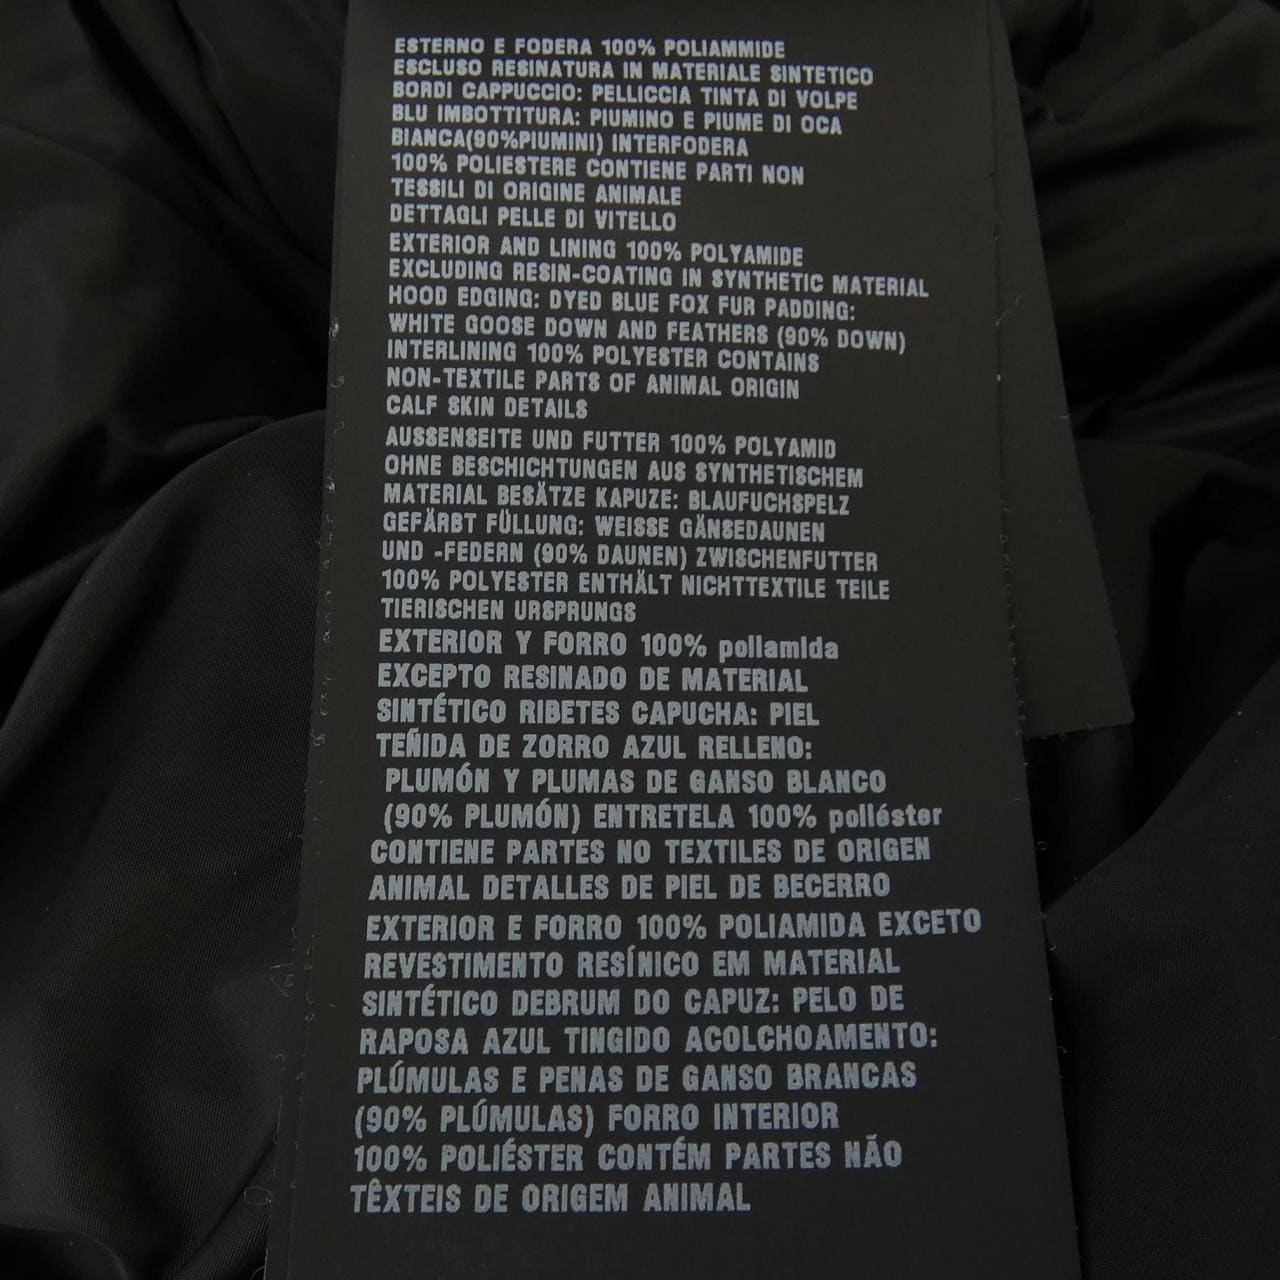 ESTERNO E FODERA 100% POLIAMMIDE
ESCLUSO RESINATURA IN MATERIALE SINTETICO
BORDI CAPPUCCIO: PELLICCIA TINTA DI VOLPE
BLU IMBOTTITURA: PIUMINO E PIUME DI OCA
BIANCA(90%PIUMINI) INTERFODERA
100% POLIESTERE CONTIENE PARTI NON
TESSILI DI ORIGINE ANIMALE
DETTAGLI PELLE DI VITELLO
EXTERIOR AND LINING 100% POLYAMIDE
EXCLUDING RESIN-COATING IN SYNTHETIC MATERIAL
HOOD EDGING: DYED BLUE FOX FUR PADDING:
WHITE GOOSE DOWN AND FEATHERS (90% DOWN)
INTERLINING 100% POLYESTER CONTAINS
NON-TEXTILE PARTS OF ANIMAL ORIGIN
CALF SKIN DETAILS
AUSSENSEITE UND FUTTER 100% POLYAMID
OHNE BESCHICHTUNGEN AUS SYNTHETISCHEM
MATERIAL BESÄTZE KAPUZE: BLAUFUCHSPELZ
GEFÄRBT FÜLLUNG: WEISSE GÄNSEDAUNEN
UND -FEDERN (90% DAUNEN) ZWISCHENFUTTER
100% POLYESTER ENTHÄLT NICHTTEXTILE TEILE
TIERISCHEN URSPRUNGS
EXTERIOR Y FORRO 100% poliamida
EXCEPTO RESINADO DE MATERIAL
SINTÉTICO RIBETES CAPUCHA: PIEL
TEÑIDA DE ZORRO AZUL RELLENO:
PLUMÓN Y PLUMAS DE GANSO BLANCO
(90% PLUMÓN) ENTRETELA 100% poliéster
CONTIENE PARTES NO TEXTILES DE ORIGEN
ANIMAL DETALLES DE PIEL DE BECERRO
EXTERIOR E FORRO 100% POLIAMIDA EXCETO
REVESTIMENTO RESÍNICO EM MATERIAL
SINTÉTICO DEBRUM DO CAPUZ: PELO DE
RAPOSA AZUL TINGIDO ACOLCHOAMENTO:
PLÚMULAS E PENAS DE GANSO BRANCAS
(90% PLÚMULAS) FORRO INTERIOR
100% POLIÉSTER CONTÉM PARTES NÃO
TÊXTEIS DE ORIGEM ANIMAL